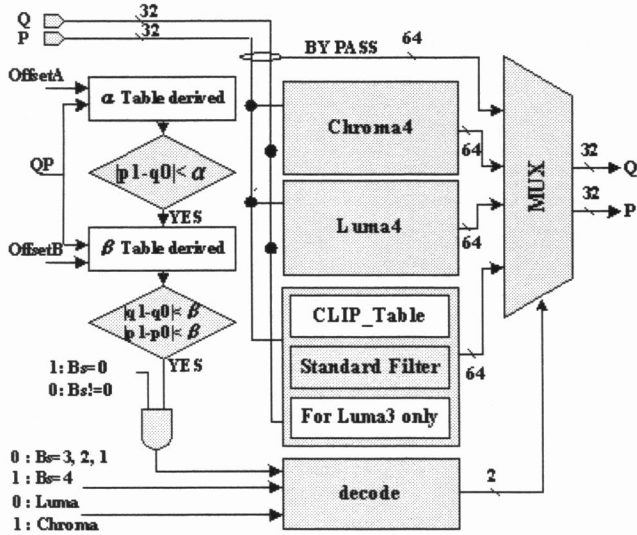 Q
32
P
32
BY PASS
64
OffsetA
α Table derived
Chroma4
64
QP
|p1-q0|< α
YES
MUX
32
Q
32
P
Luma4
64
OffsetB
β Table derived
|q1-q0|< β
|p1-p0|< β
YES
CLIP_Table
Standard Filter
64
For Luma3 only
1: Bs=0
0: Bs!=0
0 : Bs=3, 2, 1
1 : Bs=4
0 : Luma
1 : Chroma
decode
2